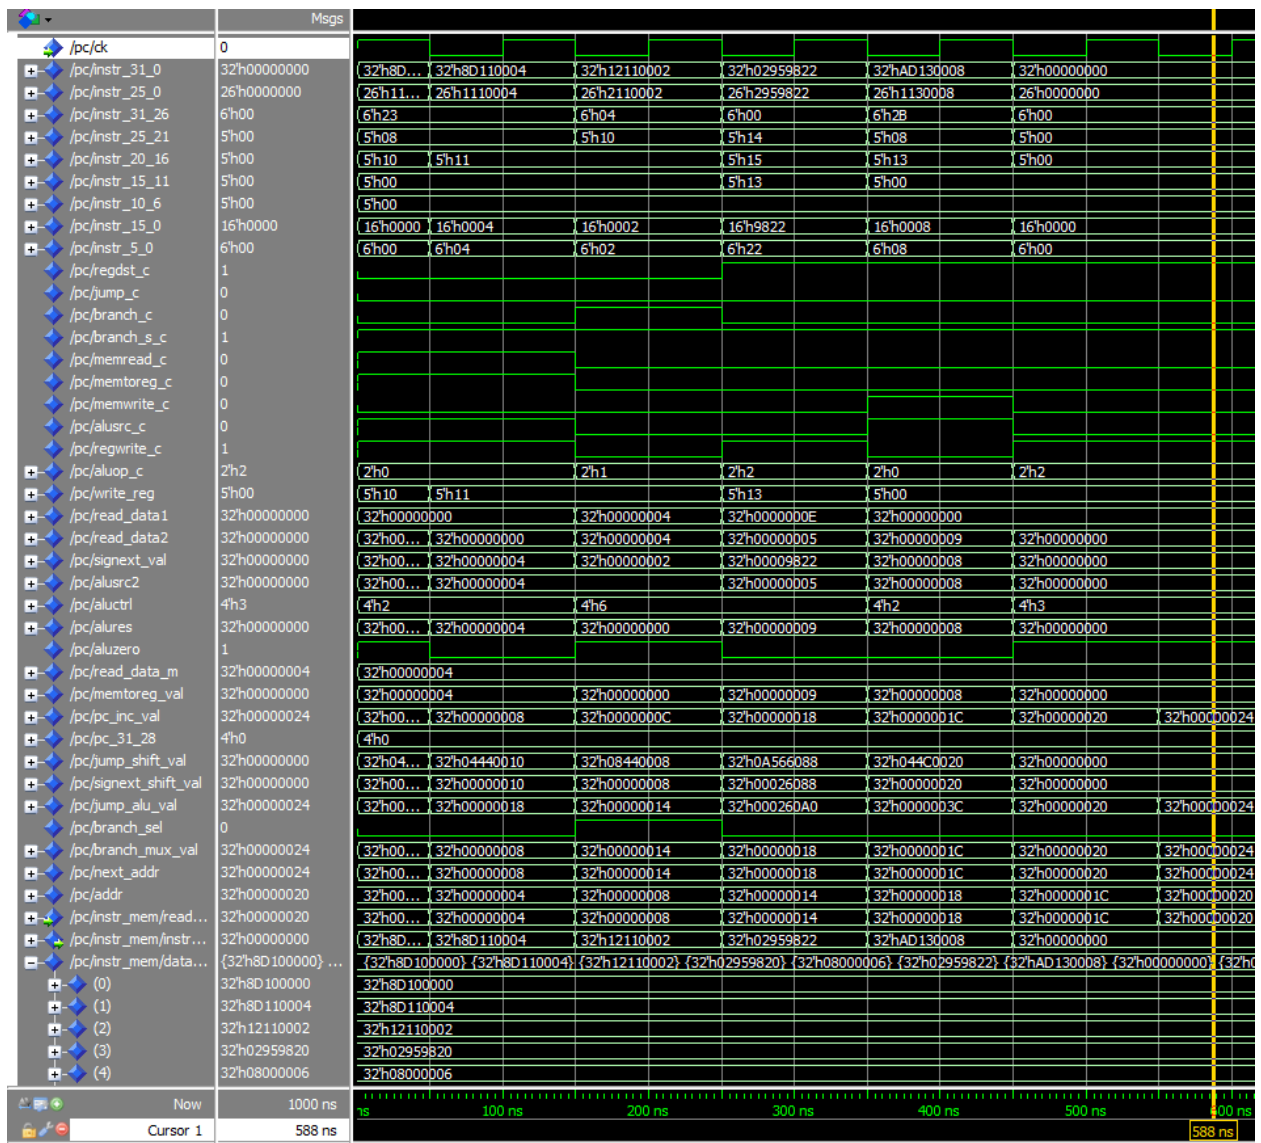 Msgs
/pc/ck 0
/pc/instr_31_0 32'h00000000 32'h8D... 32'h8D110004 32'h12110002 32'h02959822 32'hAD130008 32'h00000000
/pc/instr_25_0 26'h0000000 26'h11... 26'h1110004 26'h2110002 26'h2959822 26'h1130008 26'h0000000
/pc/instr_31_26 6'h00 6'h23 6'h04 6'h00 6'h2B 6'h00
/pc/instr_25_21 5'h00 5'h08 5'h10 5'h14 5'h08 5'h00
/pc/instr_20_16 5'h00 5'h10 5'h11 5'h15 5'h13 5'h00
/pc/instr_15_11 5'h00 5'h00 5'h13 5'h00
/pc/instr_10_6 5'h00 5'h00
/pc/instr_15_0 16'h0000 16'h0000 16'h0004 16'h0002 16'h9822 16'h0008 16'h0000
/pc/instr_5_0 6'h00 6'h00 6'h04 6'h02 6'h22 6'h08 6'h00
/pc/regdst_c 1
/pc/jump_c 0
/pc/branch_c 0
/pc/branch_s_c 1
/pc/memread_c 0
/pc/memtoreg_c 0
/pc/memwrite_c 0
/pc/alusrc_c 0
/pc/regwrite_c 1
/pc/aluop_c 2'h2 2'h0 2'h1 2'h2 2'h0 2'h2
/pc/write_reg 5'h00 5'h10 5'h11 5'h13 5'h00
/pc/read_data1 32'h00000000 32'h00000000 32'h00000004 32'h0000000E 32'h00000000
/pc/read_data2 32'h00000000 32'h00... 32'h00000000 32'h00000004 32'h00000005 32'h00000009 32'h00000000
/pc/signext_val 32'h00000000 32'h00... 32'h00000004 32'h00000002 32'h00009822 32'h00000008 32'h00000000
/pc/alusrc2 32'h00000000 32'h00... 32'h00000004 32'h00000005 32'h00000008 32'h00000000
/pc/aluctrl 4'h3 4'h2 4'h6 4'h2 4'h3
/pc/alures 32'h00000000 32'h00... 32'h00000004 32'h00000000 32'h00000009 32'h00000008 32'h00000000
/pc/aluzero 1
/pc/read_data_m 32'h00000004 32'h00000004
/pc/memtoreg_val 32'h00000000 32'h00000004 32'h00000000 32'h00000009 32'h00000008 32'h00000000
/pc/pc_inc_val 32'h00000024 32'h00... 32'h00000008 32'h0000000C 32'h00000018 32'h0000001C 32'h00000020 32'h00000024
/pc/pc_31_28 4'h0 4'h0
/pc/jump_shift_val 32'h00000000 32'h04... 32'h04440010 32'h08440008 32'h0A566088 32'h044C0020 32'h00000000
/pc/signext_shift_val 32'h00000000 32'h00... 32'h00000010 32'h00000008 32'h00026088 32'h00000020 32'h00000000
/pc/jump_alu_val 32'h00000024 32'h00... 32'h00000018 32'h00000014 32'h000260A0 32'h0000003C 32'h00000020 32'h00000024
/pc/branch_sel 0
/pc/branch_mux_val 32'h00000024 32'h00... 32'h00000008 32'h00000014 32'h00000018 32'h0000001C 32'h00000020 32'h00000024
/pc/next_addr 32'h00000024 32'h00... 32'h00000008 32'h00000014 32'h00000018 32'h0000001C 32'h00000020 32'h00000024
/pc/addr 32'h00000020 32'h00... 32'h00000004 32'h00000008 32'h00000014 32'h00000018 32'h0000001C 32'h00000020
/pc/instr_mem/read... 32'h00000020 32'h00... 32'h00000004 32'h00000008 32'h00000014 32'h00000018 32'h0000001C 32'h00000020
/pc/instr_mem/instr... 32'h00000000 32'h8D... 32'h8D110004 32'h12110002 32'h02959822 32'hAD130008 32'h00000000
/pc/instr_mem/data... {32'h8D100000} ... {32'h8D100000} {32'h8D110004} {32'h12110002} {32'h02959820} {32'h08000006} {32'h02959822} {32'hAD130008} {32'h00000000} {32'h0
(0) 32'h8D100000 32'h8D100000
(1) 32'h8D110004 32'h8D110004
(2) 32'h12110002 32'h12110002
(3) 32'h02959820 32'h02959820
(4) 32'h08000006 32'h08000006
Now 1000 ns ns 100 ns 200 ns 300 ns 400 ns 500 ns 600 ns
Cursor 1 588 ns 588 ns